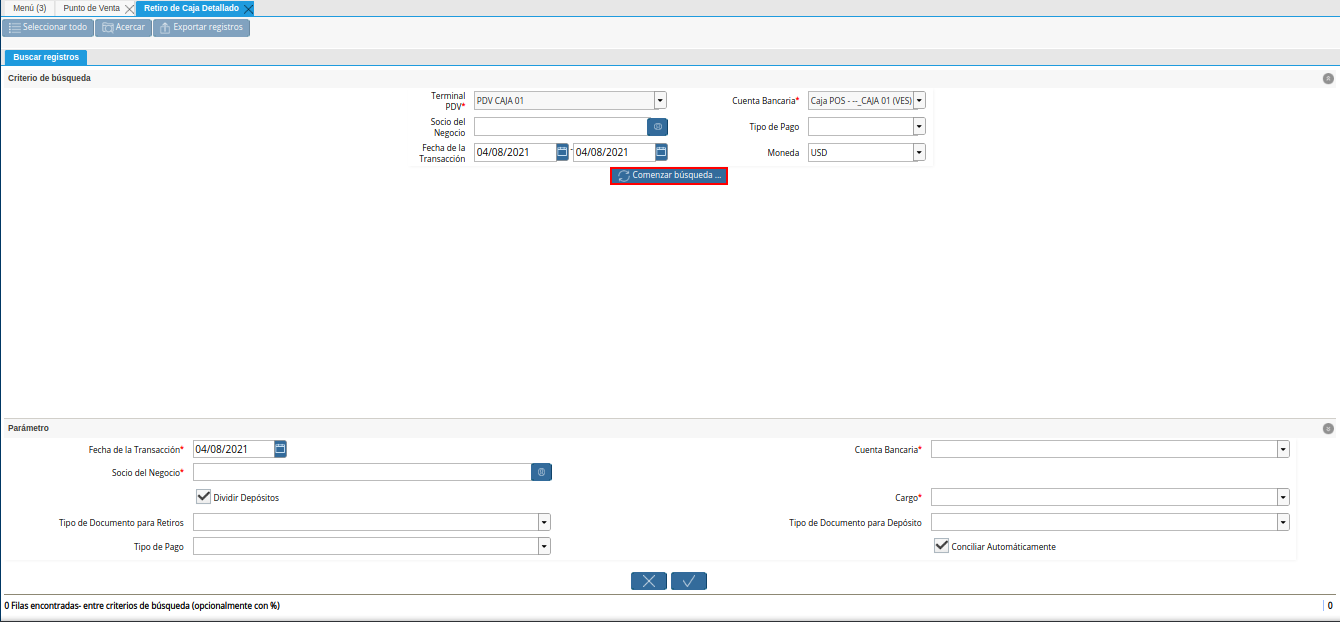 Menú (3) Punto de Venta Retiro de Caja Detallado
Seleccionar todo Acercar Exportar registros
Buscar registros
Criterio de búsqueda
Terminal PDV* PDV CAJA 01 Cuenta Bancaria* Caja POS - --_CAJA 01 (VES)
Socio del Negocio Tipo de Pago
Fecha de la Transacción 04/08/2021 - 04/08/2021 Moneda USD
Comenzar búsqueda ...
Parámetro
Fecha de la Transacción* 04/08/2021 Cuenta Bancaria*
Socio del Negocio*
Dividir Depósitos Cargo*
Tipo de Documento para Retiros Tipo de Documento para Depósito
Tipo de Pago Conciliar Automáticamente
0 Filas encontradas- entre criterios de búsqueda (opcionalmente con %) 0